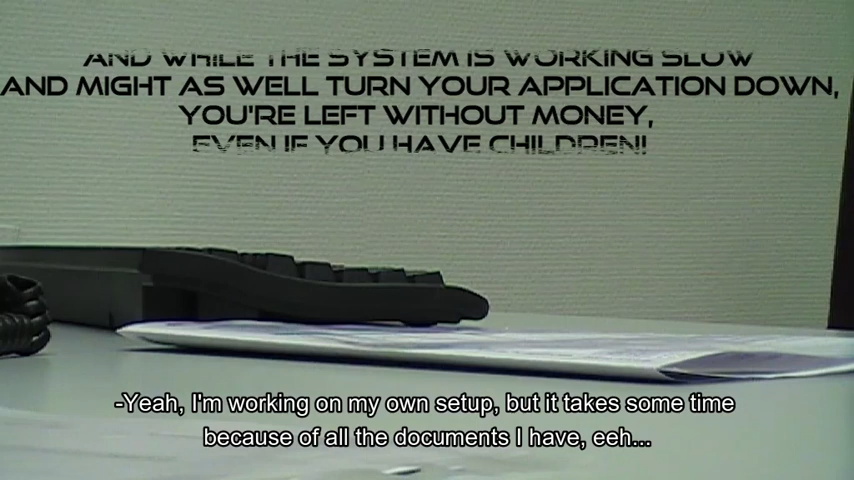 AND WHILE THE SYSTEM IS WORKING SLOW
AND MIGHT AS WELL TURN YOUR APPLICATION DOWN,
YOU'RE LEFT WITHOUT MONEY,
EVEN IF YOU HAVE CHILDREN!
-Yeah, I'm working on my own setup, but it takes some time
because of all the documents I have, eeh...